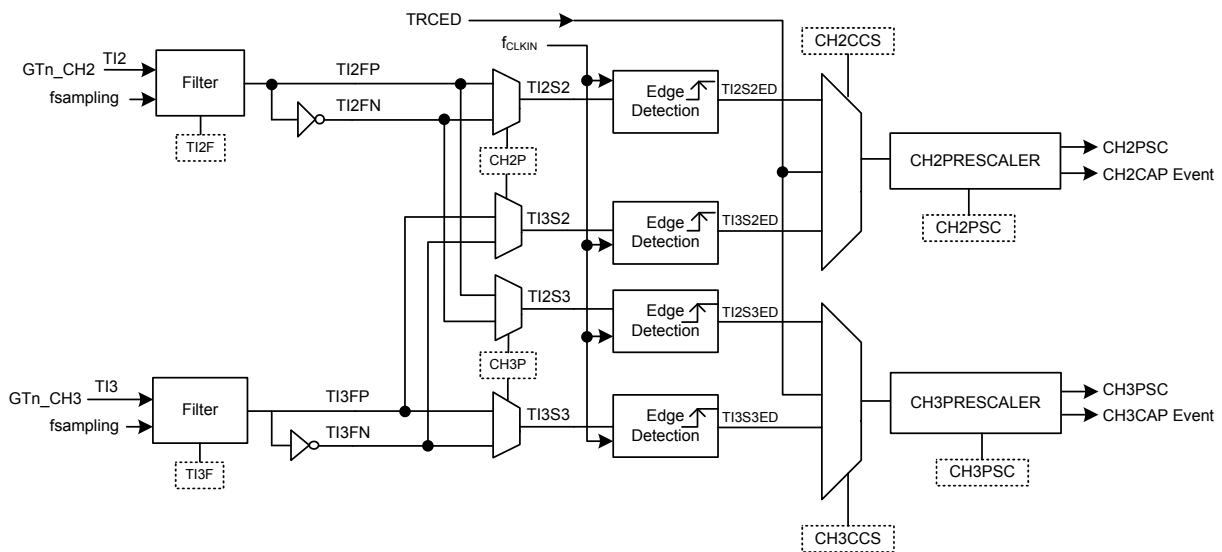 TRCED
fCLKIN
CH2CCS
GTn_CH2
TI2
fsampling
Filter
TI2F
TI2FP
TI2FN
TI2S2
CH2P
Edge
Detection
TI2S2ED
CH2PRESCALER
CH2PSC
CH2CAP Event
CH2PSC
TI3S2
Edge
Detection
TI3S2ED
TI2S3
CH3P
Edge
Detection
TI2S3ED
GTn_CH3
TI3
fsampling
Filter
TI3F
TI3FP
TI3FN
TI3S3
Edge
Detection
TI3S3ED
CH3PRESCALER
CH3PSC
CH3CAP Event
CH3PSC
CH3CCS